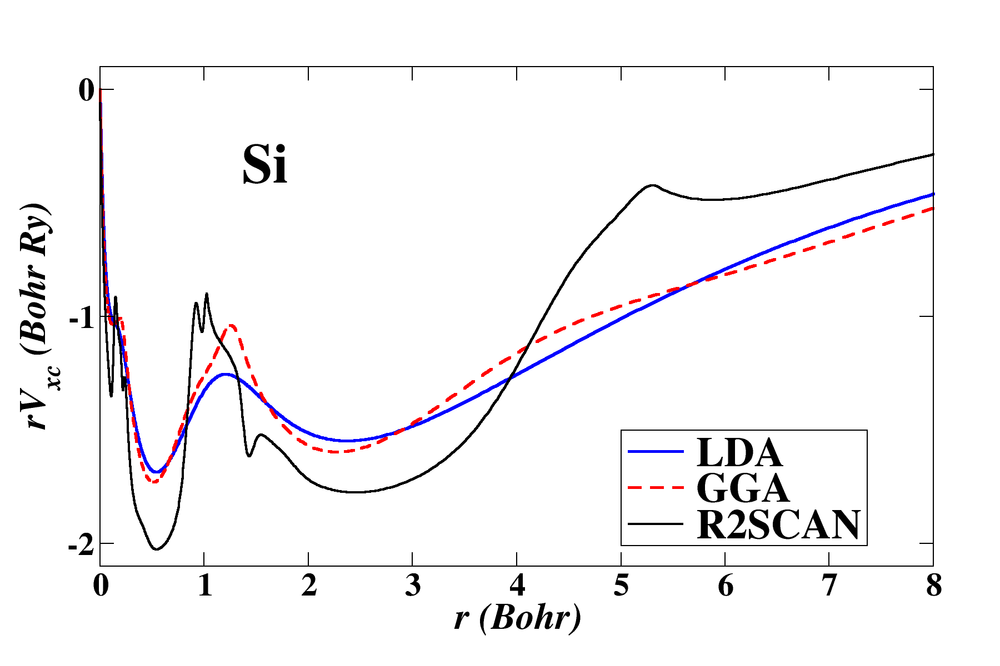 Si
rV_xc (Bohr Ry)
0
-1
-2
0 1 2 3 4 5 6 7 8
r (Bohr)
LDA
GGA
R2SCAN